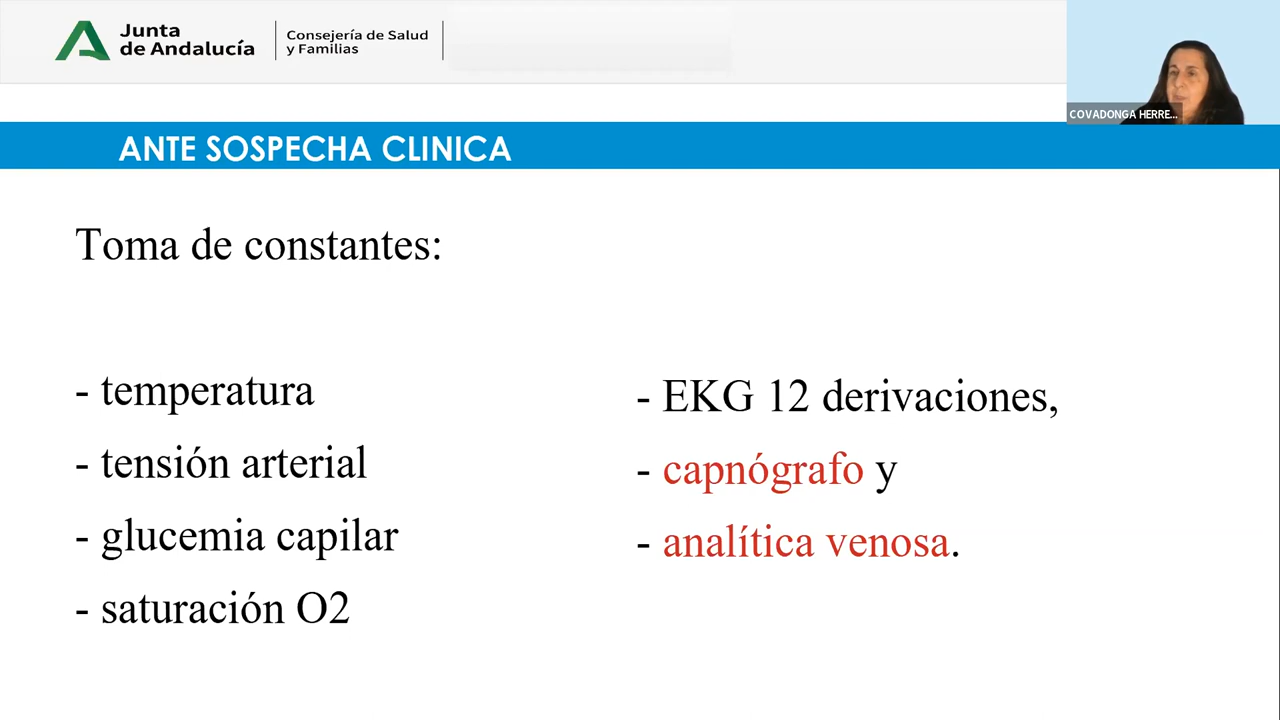 Junta
de Andalucía
Consejería de Salud
y Familias
COVADONGA HERRE...
ANTE SOSPECHA CLINICA
Toma de constantes:
- temperatura
- tensión arterial
- glucemia capilar
- saturación O2
- EKG 12 derivaciones,
- capnógrafo y
- analítica venosa.